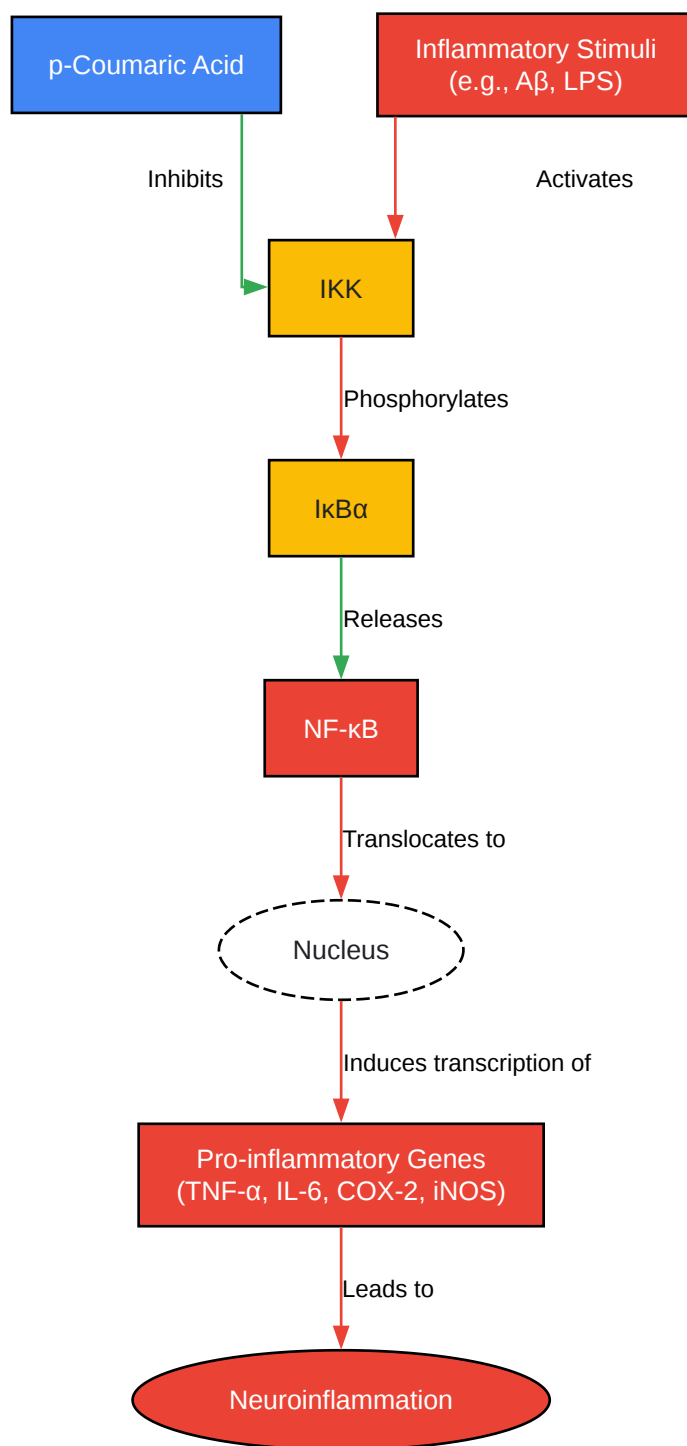 p-Coumaric Acid
Inflammatory Stimuli
(e.g., Aβ, LPS)
Inhibits
Activates
IKK
Phosphorylates
IκBα
Releases
NF-κB
Translocates to
Nucleus
Induces transcription of
Pro-inflammatory Genes
(TNF-α, IL-6, COX-2, iNOS)
Leads to
Neuroinflammation